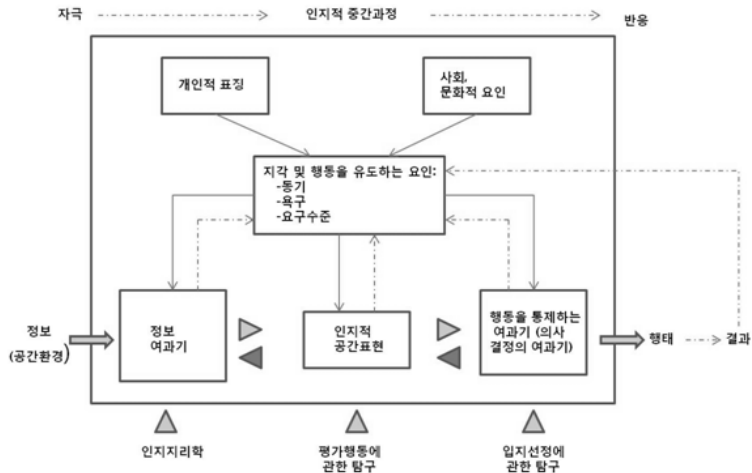 자극
인지적 중간과정
반응
개인적 표징
사회,
문화적 요인
지각 및 행동을 유도하는 요인:
-동기
-욕구
-요구수준
정보
(공간환경)
정보
여과기
인지적
공간표현
행동을 통제하는
여과기 (의사
결정의 여과기)
행태
결과
인지지리학
평가행동에
관한 탐구
입지선정에
관한 탐구